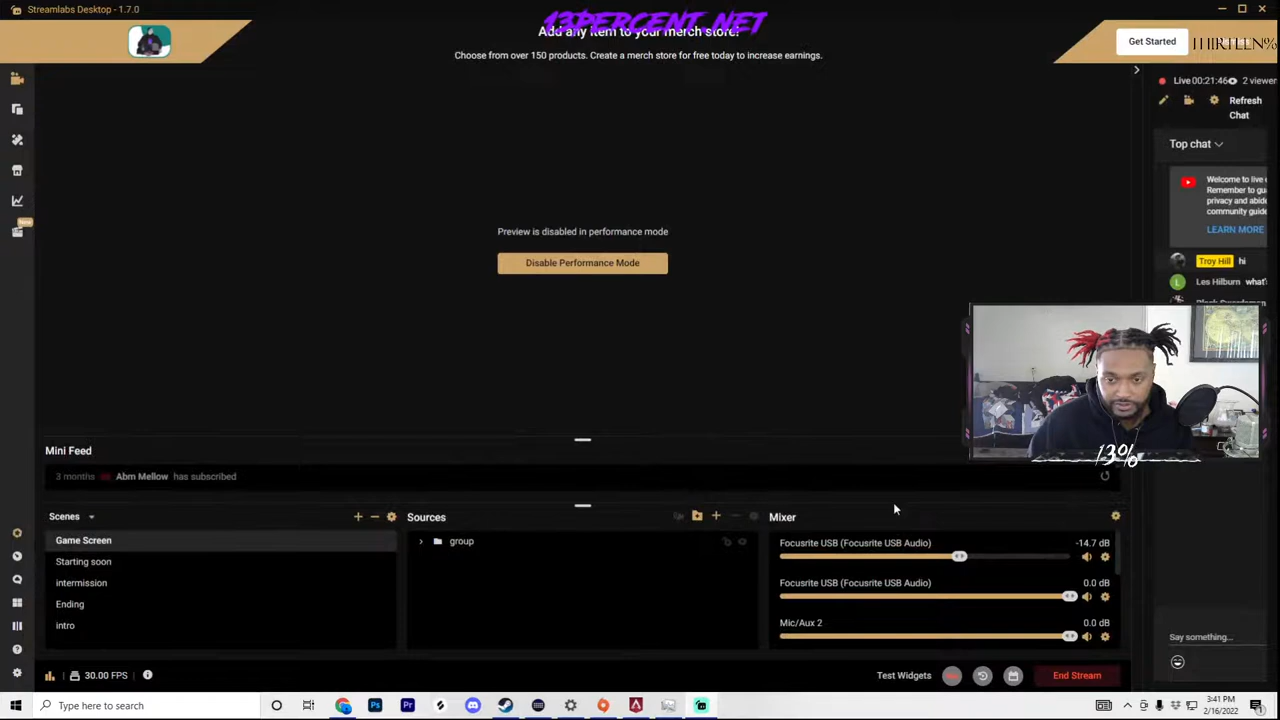 Streamlabs Desktop - 1.7.0
13PERCENT.NET
Add any item to your merch store!
Choose from over 150 products. Create a merch store for free today to increase earnings.
Get Started
THIRTEEN%
Live 00:21:46 2 viewer
Refresh
Chat
Top chat
Welcome to live
Remember to gu
privacy and abide
community guide
LEARN MORE
Troy Hill hi
Les Hilburn what'
Preview is disabled in performance mode
Disable Performance Mode
13%
Mini Feed
3 months Abm Mellow has subscribed
Scenes
Game Screen
Starting soon
intermission
Ending
intro
Sources
group
Mixer
Focusrite USB (Focusrite USB Audio) -14.7 dB
Focusrite USB (Focusrite USB Audio) 0.0 dB
Mic/Aux 2 0.0 dB
Say something...
30.00 FPS
Test Widgets
End Stream
Type here to search
3:41 PM
2/16/2022